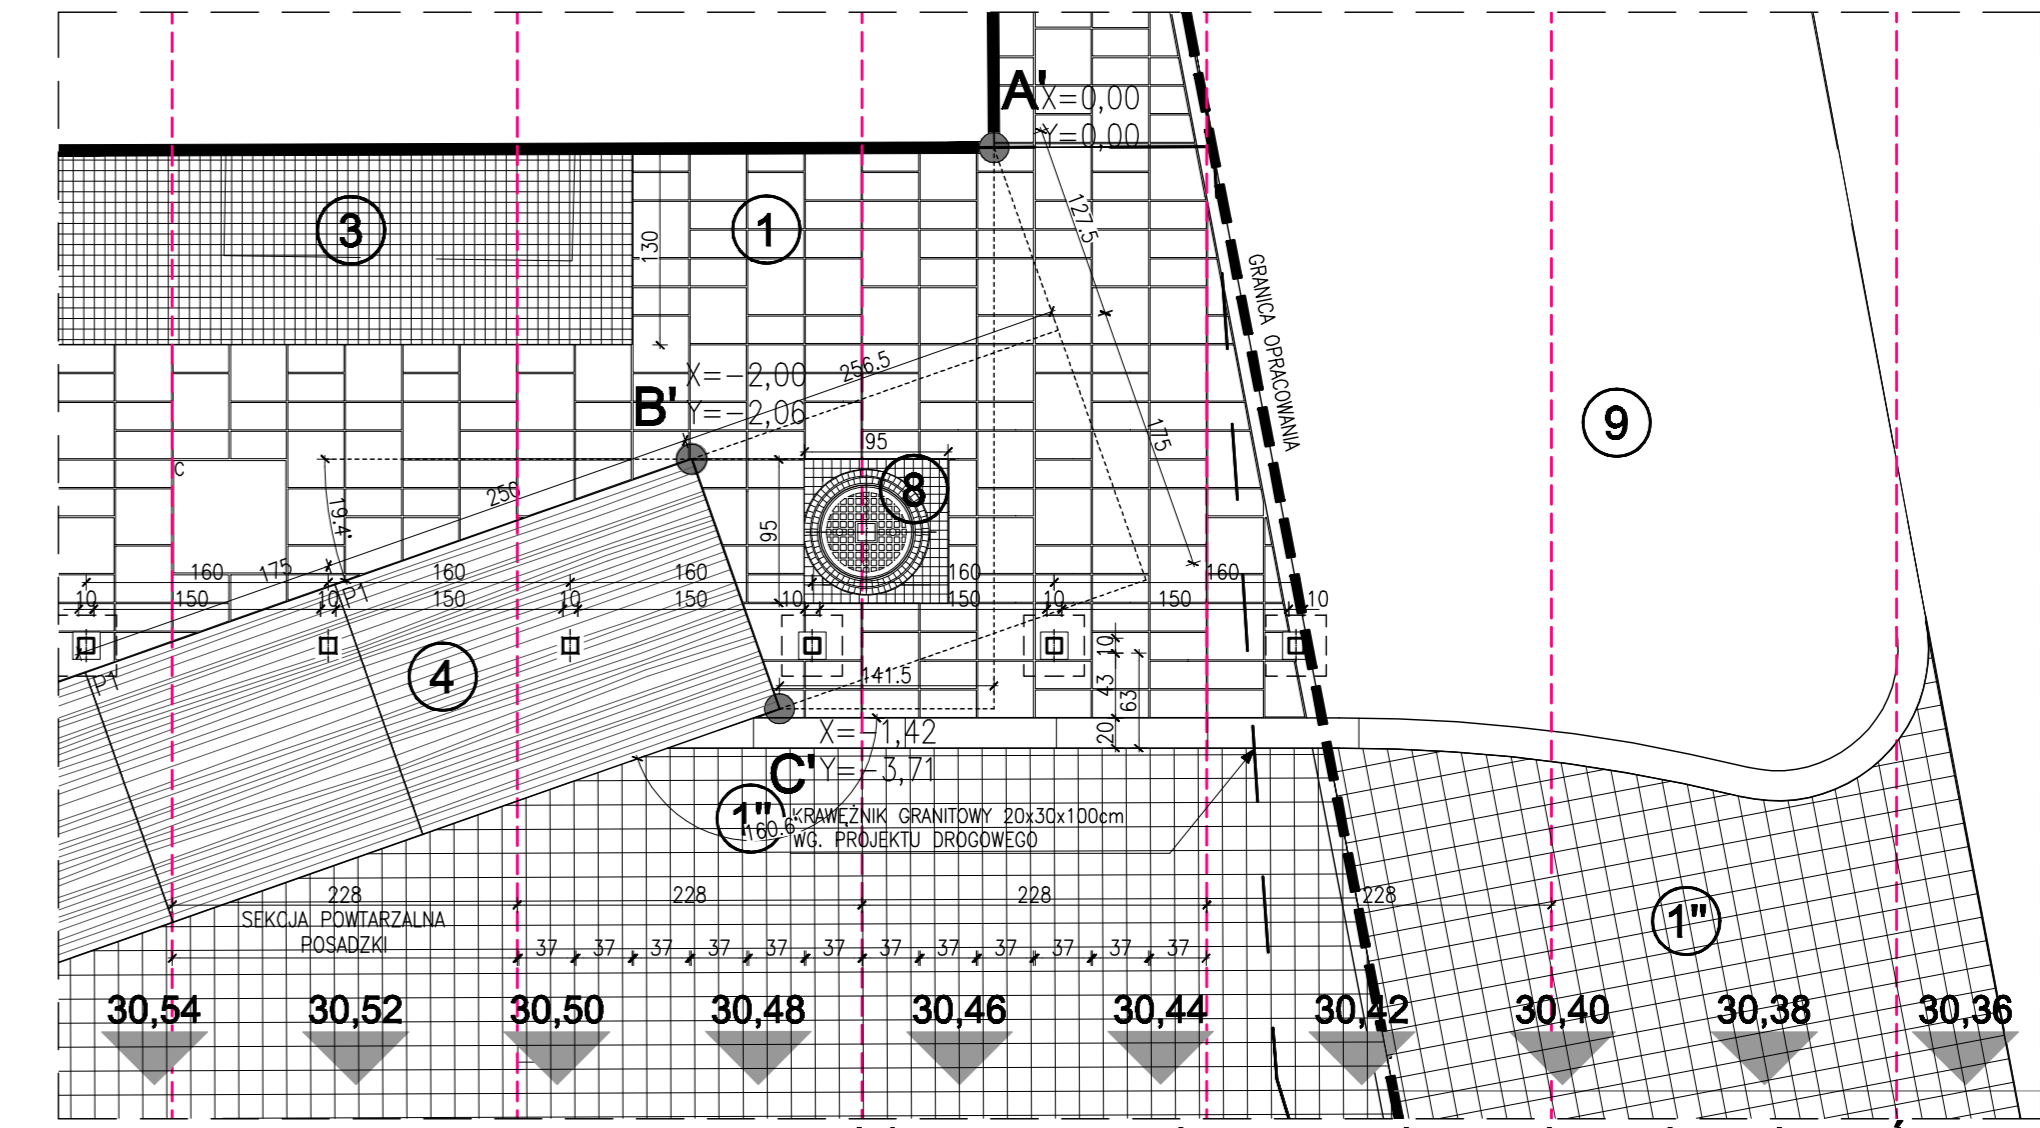 A'
X=0,00
Y=0,00
3
1
130
127.5
GRANICA OPRACOWANIA
X=-2,00
256.5
B'
Y=-2,06
9
175
95
C
8
250
19.4°
95
160
175
160
160
160
160
P1
10
150
10
150
10
150
10
150
10
150
10
4
P1
141.5
10
43
63
20
X=-1,42
C'
Y=-3,71
1"
160.6°
KRAWĘŻNIK GRANITOWY 20x30x100cm
WG. PROJEKTU DROGOWEGO
228
228
228
228
SEKCJA POWTARZALNA
POSADZKI
1"
37 37 37 37 37 37 37 37 37 37 37 37
30,54 30,52 30,50 30,48 30,46 30,44 30,42 30,40 30,38 30,36